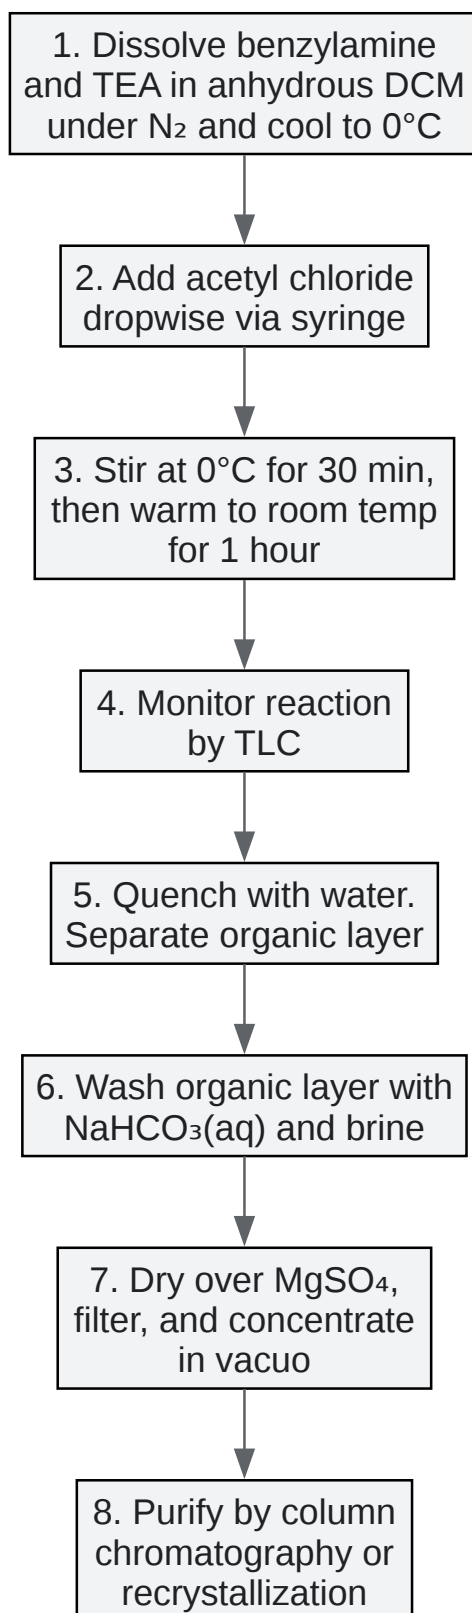 1. Dissolve benzylamine
and TEA in anhydrous DCM
under N₂ and cool to 0°C
2. Add acetyl chloride
dropwise via syringe
3. Stir at 0°C for 30 min,
then warm to room temp
for 1 hour
4. Monitor reaction
by TLC
5. Quench with water.
Separate organic layer
6. Wash organic layer with
NaHCO₃(aq) and brine
7. Dry over MgSO₄,
filter, and concentrate
in vacuo
8. Purify by column
chromatography or
recrystallization